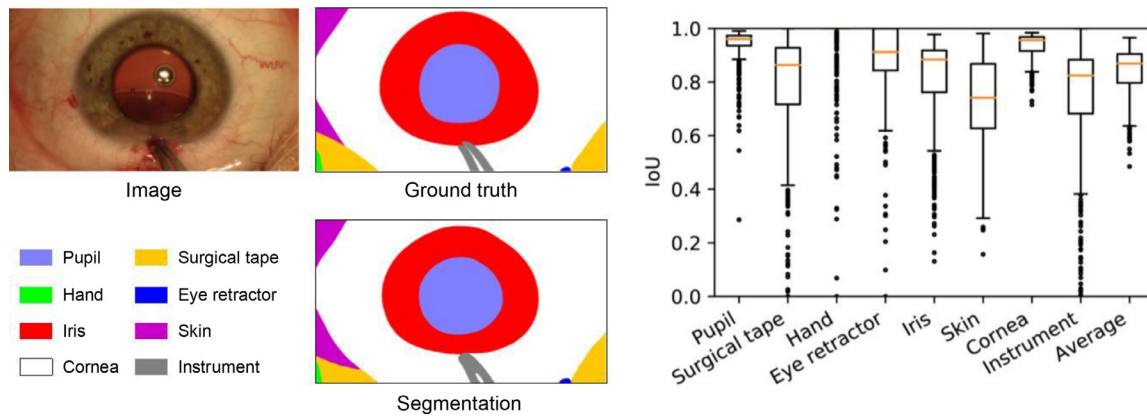 Image
Ground truth
Pupil
Surgical tape
Hand
Eye retractor
Iris
Skin
Cornea
Instrument
Segmentation
IoU
1.0
0.8
0.6
0.4
0.2
0.0
Pupil
Surgical tape
Hand
Eye retractor
Iris
Skin
Cornea
Instrument
Average